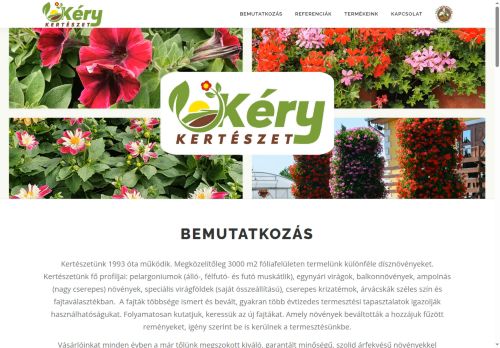 Kéry
KERTÉSZET
BEMUTATKOZÁS REFERENCIÁK TERMÉKEINK KAPCSOLAT
Kéry
KERTÉSZET
BEMUTATKOZÁS
Kertészetünk 1993 óta működik. Megközelítőleg 3000 m2 fóliafelületen termelünk különféle dísznövényeket.
Kertészetünk fő profiljai: pelargoniumok (álló-, félfutó- és futó muskátlik), egynyári virágok, balkonnövények, ampolnás
(nagy cserepes) növények, speciális virágföldek (saját összeállítású), cserepes krizatémok, árvácskák széles szín és
fajtaválasztékban. A fajták többsége ismert és bevált, gyakran több évtizedes termesztési tapasztalatok igazolják
használhatóságukat. Folyamatosan kutatjuk, keressük az új fajtákat. Amely növények beváltották a hozzájuk fűzött
reményeket, igény szerint be is kerülnek a termesztésünkbe.
Vásárlóinkat minden évben a már tőlünk megszokott kiváló, garantált minőségű, szolid árfekvésű növényekkel